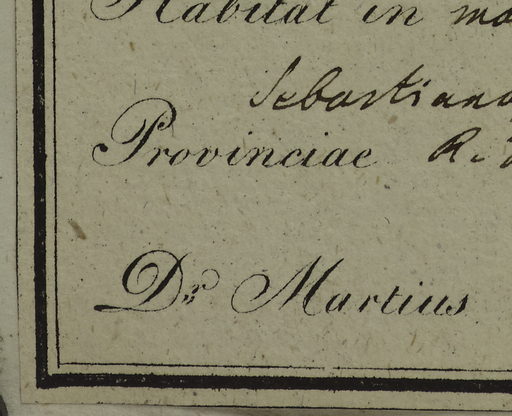 Habitat in
Sebastiano
Provinciae R.
Dr Martius